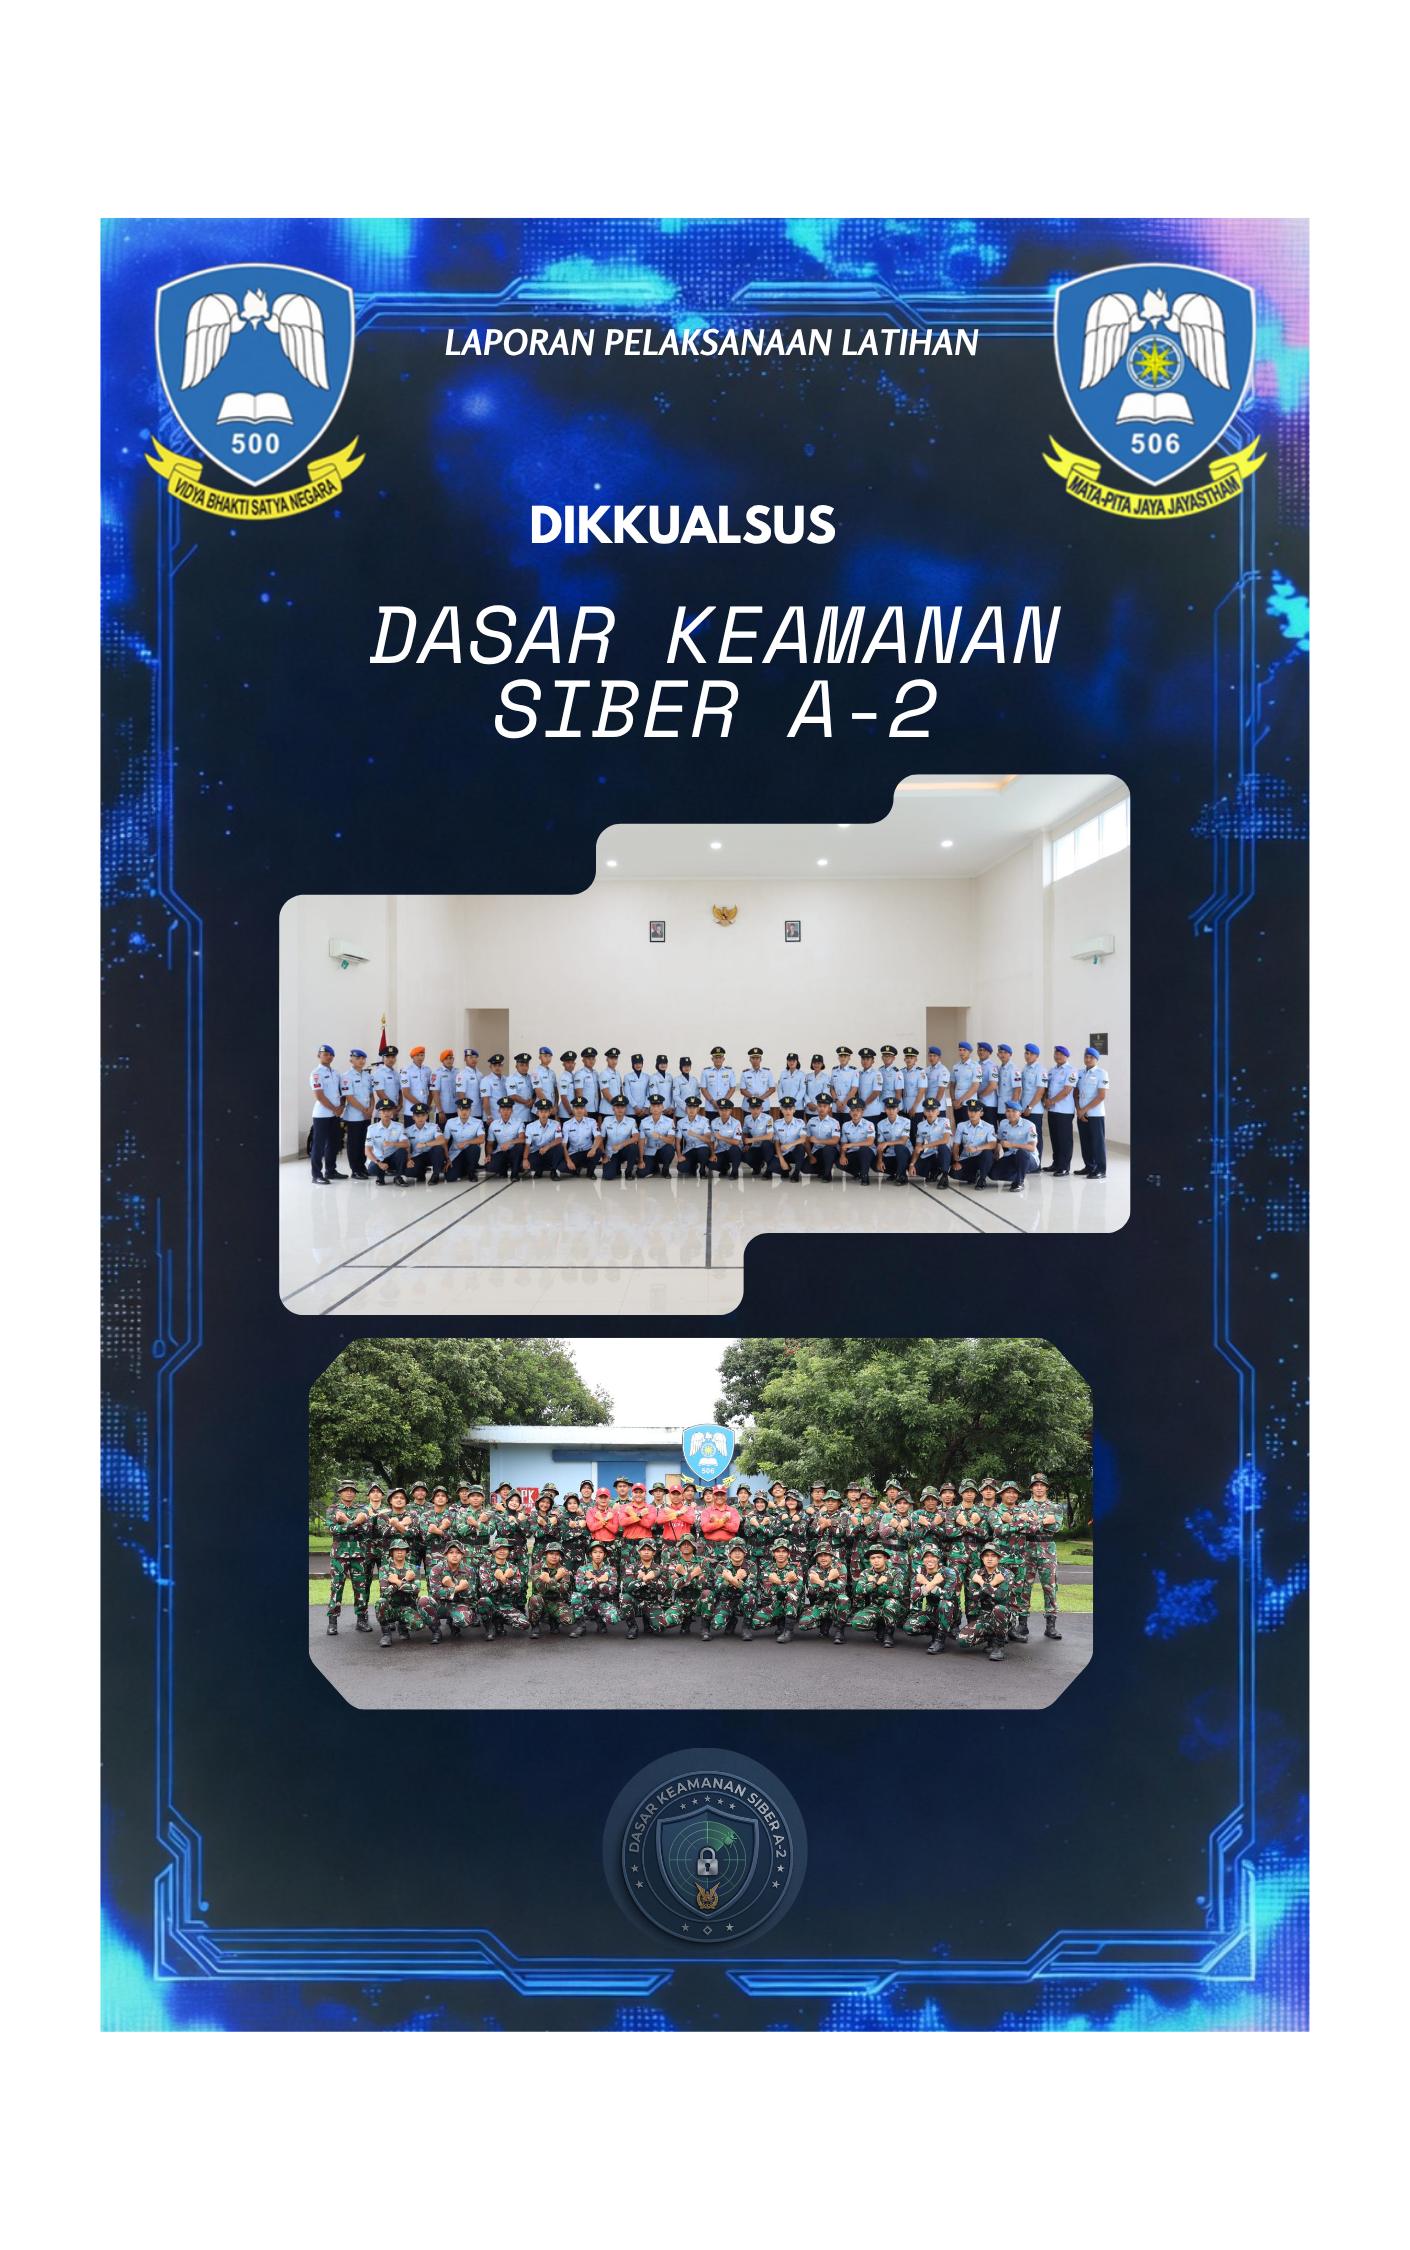 LAPORAN PELAKSANAAN LATIHAN
500
VIDYA BHAKTI SATYA NEGARA
506
MATA-PITA JAYA JAYASTHAM
DIKKUALSUS
DASAR KEAMANAN
SIBER A-2
506
DASAR KEAMANAN SIBER A-2